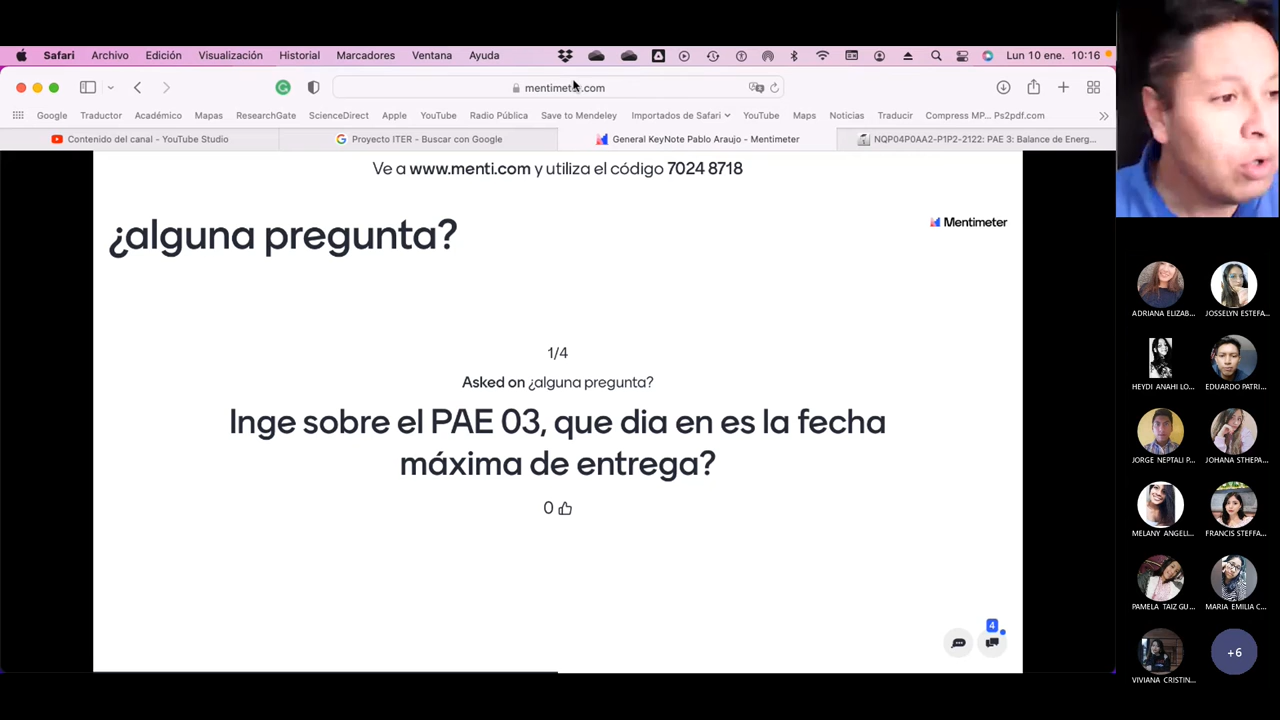 Safari Archivo Edición Visualización Historial Marcadores Ventana Ayuda Lun 10 ene. 10:16
mentimeter.com
Google Traductor Académico Mapas ResearchGate ScienceDirect Apple YouTube Radio Pública Save to Mendeley Importados de Safari YouTube Maps Noticias Traducir Compress MP... Ps2pdf.com
Contenido del canal - YouTube Studio Proyecto ITER - Buscar con Google General KeyNote Pablo Araujo - Mentimeter NQP04P0AA2-P1P2-2122: PAE 3: Balance de Energ...
Ve a www.menti.com y utiliza el código 7024 8718
¿alguna pregunta?
Mentimeter
1/4
Asked on ¿alguna pregunta?
Inge sobre el PAE 03, que dia en es la fecha
máxima de entrega?
0
4
ADRIANA ELIZAB... JOSSELYN ESTEFA...
HEYDI ANAHI LO... EDUARDO PATRI...
JORGE NEPTALI P... JOHANA STHEPA...
MELANY ANGELI... FRANCIS STEFFA...
PAMELA TAIZ GU... MARIA EMILIA C...
+6
VIVIANA CRISTIN...